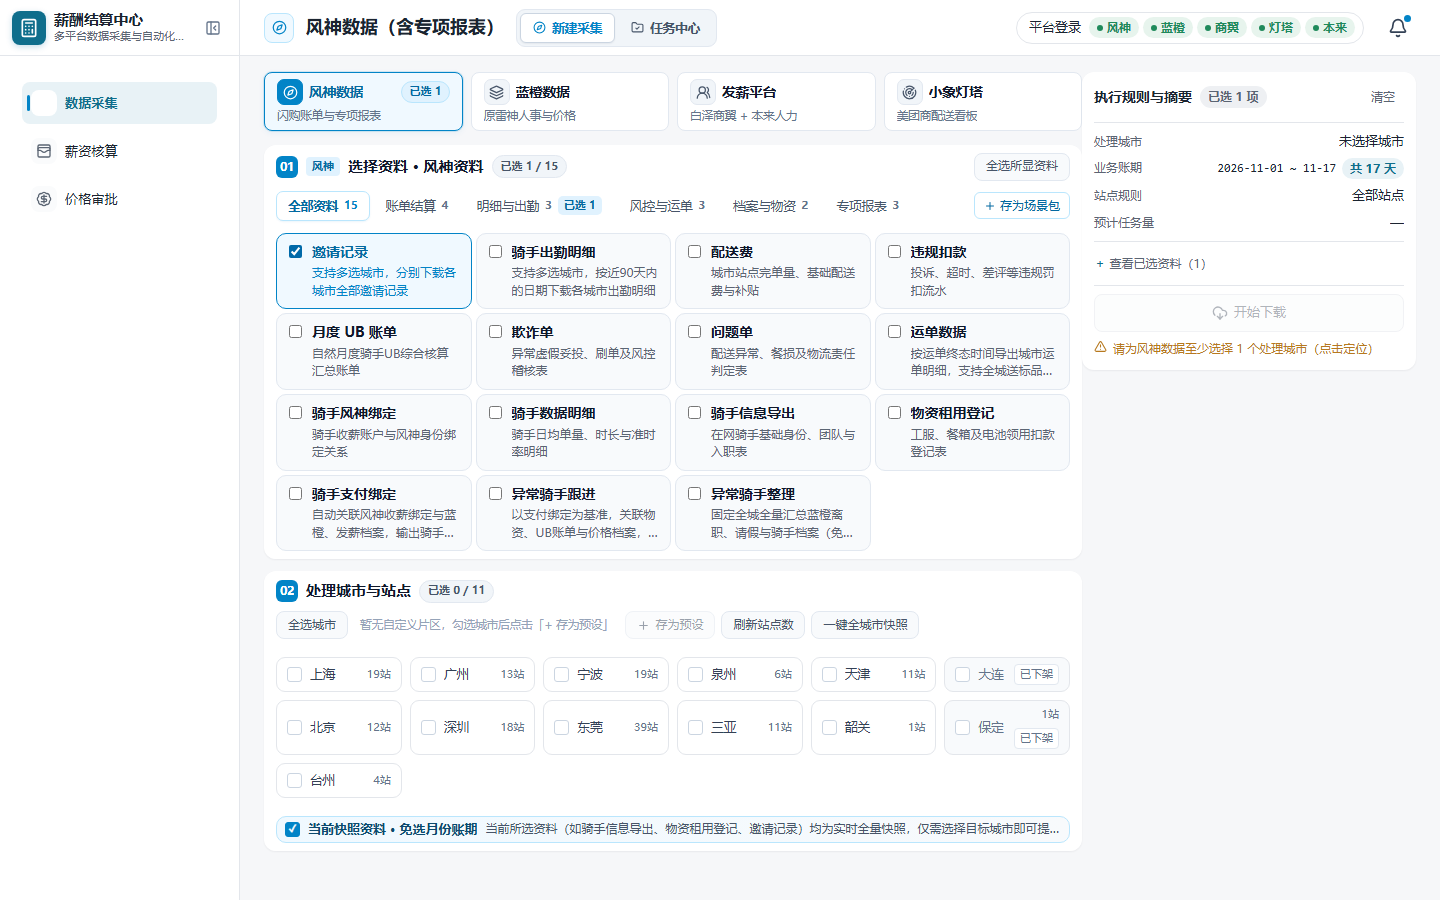 薪酬结算中心
多平台数据采集与自动化...
数据采集
薪资核算
价格审批
风神数据（含专项报表）
新建采集
任务中心
平台登录
风神
蓝橙
商翼
灯塔
本来
风神数据
已选 1
闪购账单与专项报表
蓝橙数据
原雷神人事与价格
发薪平台
白泽商翼 + 本来人力
小象灯塔
美团商配送看板
01 风神 选择资料 • 风神资料 已选 1 / 15
全选所显资料
全部资料 15
账单结算 4
明细与出勤 3 已选 1
风控与运单 3
档案与物资 2
专项报表 3
+ 存为场景包
邀请记录
支持多选城市，分别下载各
城市全部邀请记录
骑手出勤明细
支持多选城市，按近90天内
的日期下载各城市出勤明细
配送费
城市站点完单量、基础配送
费与补贴
违规扣款
投诉、超时、差评等违规罚
扣流水
月度 UB 账单
自然月度骑手UB综合核算
汇总账单
欺诈单
异常虚假妥投、刷单及风控
稽核表
问题单
配送异常、餐损及物流责任
判定表
运单数据
按运单终态时间导出城市运
单明细，支持全城送标品...
骑手风神绑定
骑手收薪账户与风神身份绑
定关系
骑手数据明细
骑手日均单量、时长与准时
率明细
骑手信息导出
在网骑手基础身份、团队与
入职表
物资租用登记
工服、餐箱及电池领用扣款
登记表
骑手支付绑定
自动关联风神收薪绑定与蓝
橙、发薪档案，输出骑手...
异常骑手跟进
以支付绑定为基准，关联物
资、UB账单与价格档案，...
异常骑手整理
固定全城全量汇总蓝橙离
职、请假与骑手档案（免...
02 处理城市与站点 已选 0 / 11
全选城市
暂无自定义片区，勾选城市后点击「+ 存为预设」
+ 存为预设
刷新站点数
一键全城市快照
上海 19站
广州 13站
宁波 19站
泉州 6站
天津 11站
大连 已下架
北京 12站
深圳 18站
东莞 39站
三亚 11站
韶关 1站
保定 1站 已下架
台州 4站
当前快照资料 • 免选月份账期 当前所选资料（如骑手信息导出、物资租用登记、邀请记录）均为实时全量快照，仅需选择目标城市即可提...
执行规则与摘要 已选 1 项 清空
处理城市 未选择城市
业务账期 2026-11-01 ~ 11-17 共 17 天
站点规则 全部站点
预计任务量 —
+ 查看已选资料（1）
开始下载
请为风神数据至少选择 1 个处理城市（点击定位）